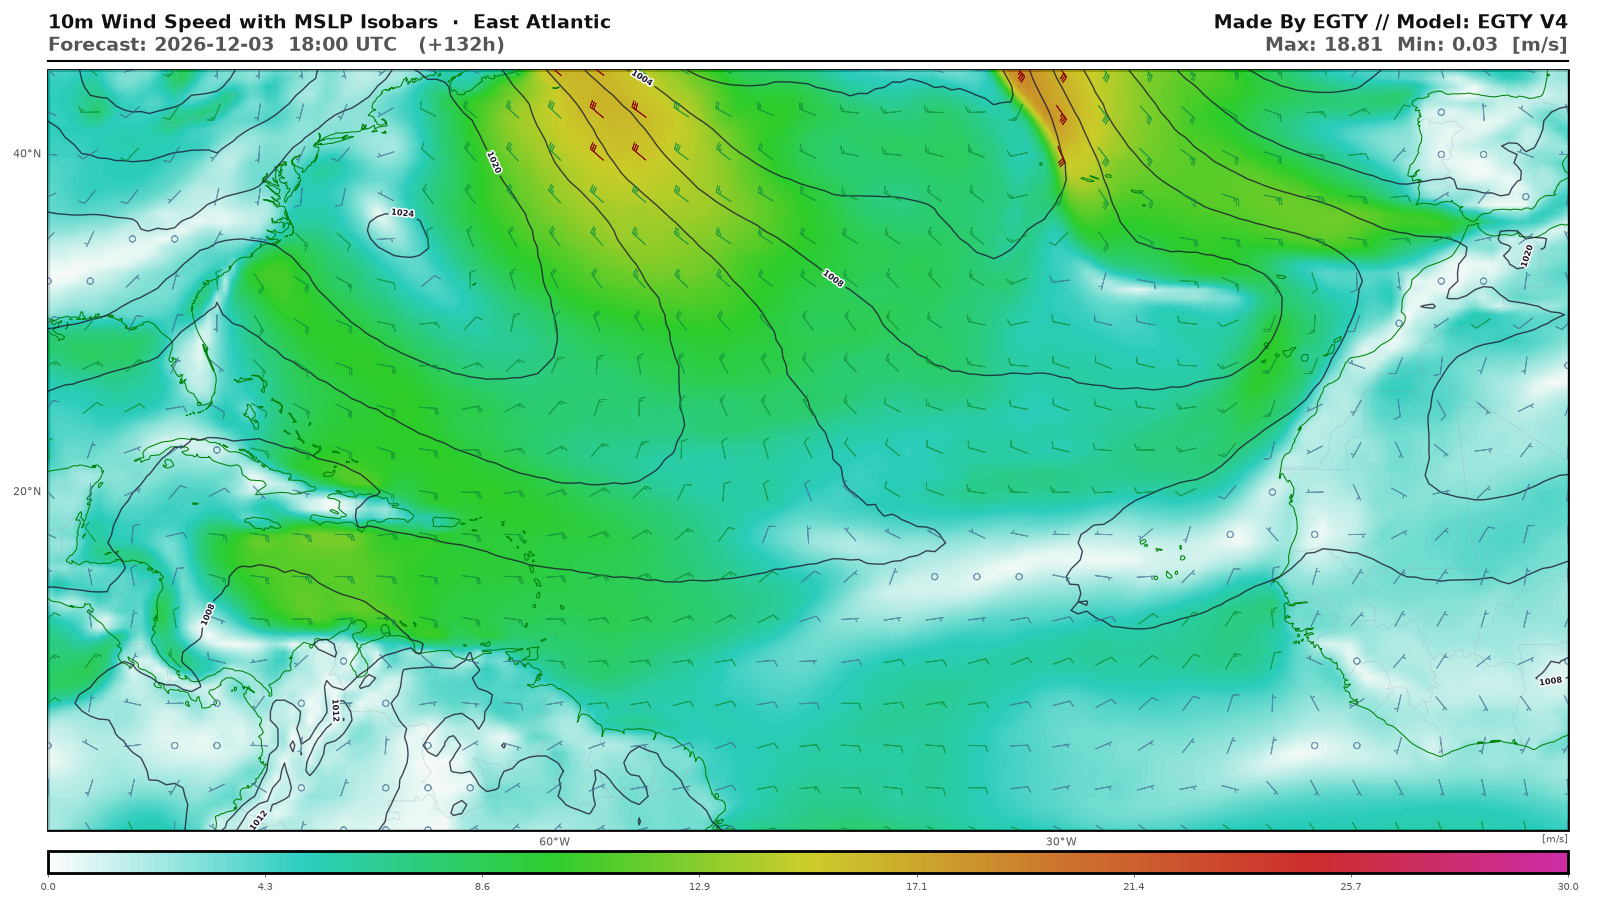 10m Wind Speed with MSLP Isobars · East Atlantic
Made By EGTY // Model: EGTY V4
Forecast: 2026-12-03 18:00 UTC (+132h)
Max: 18.81 Min: 0.03 [m/s]
1004
40°N
1020
1024
1020
1008
20°N
1008
1008
1012
1012
60°W
30°W
[m/s]
0.0
4.3
8.6
12.9
17.1
21.4
25.7
30.0